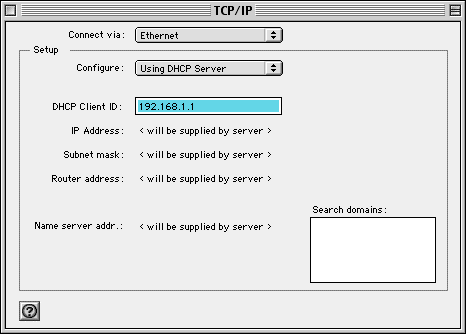 TCP/IP
Connect via: Ethernet
Setup
Configure: Using DHCP Server
DHCP Client ID: 192.168.1.1
IP Address: < will be supplied by server >
Subnet mask: < will be supplied by server >
Router address: < will be supplied by server >
Search domains:
Name server addr.: < will be supplied by server >
?